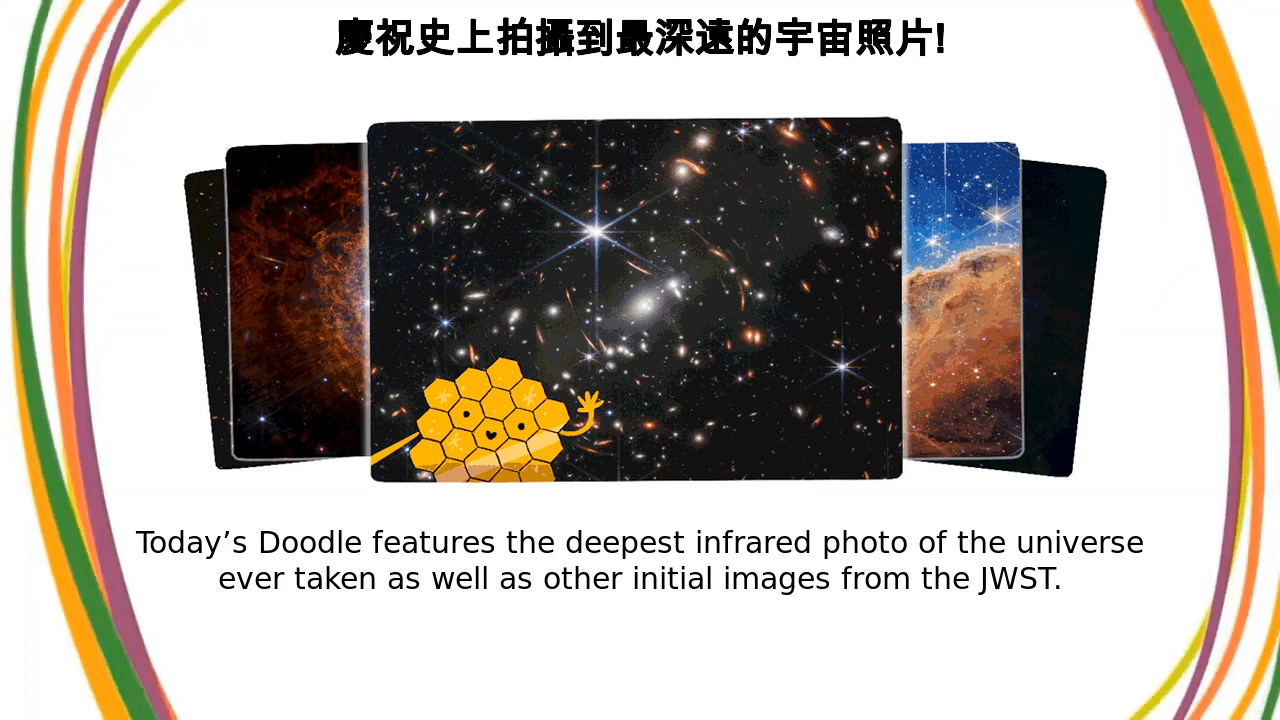 慶祝史上拍攝到最深遠的宇宙照片!
Today’s Doodle features the deepest infrared photo of the universe
ever taken as well as other initial images from the JWST.